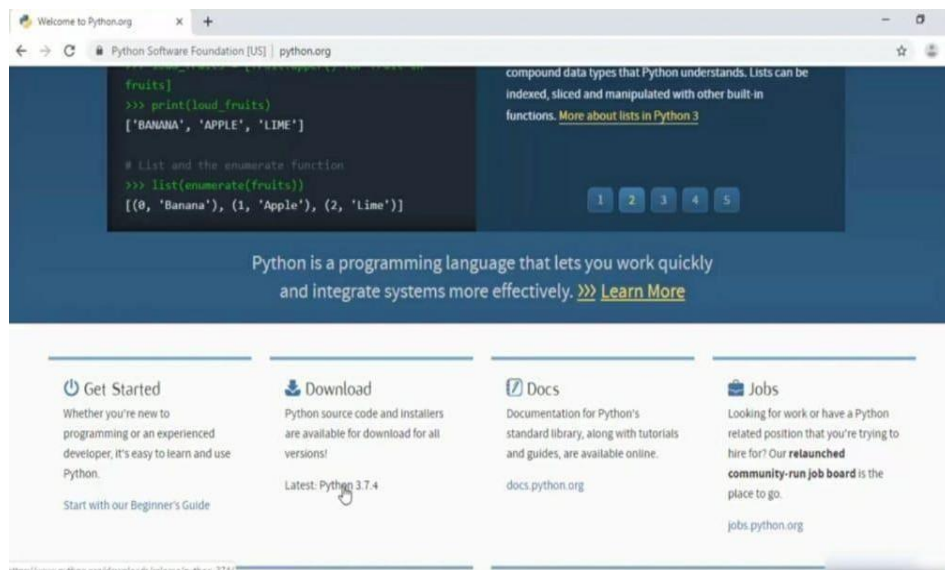 Welcome to Python.org
Python Software Foundation [US] | python.org
fruits]
>>> print(loud_fruits)
['BANANA', 'APPLE', 'LIME']
# List and the enumerate function
>>> list(enumerate(fruits))
[(0, 'Banana'), (1, 'Apple'), (2, 'Lime')]
compound data types that Python understands. Lists can be
indexed, sliced and manipulated with other built-in
functions. More about lists in Python 3
1 2 3 4 5
Python is a programming language that lets you work quickly
and integrate systems more effectively. >>> Learn More
Get Started
Whether you're new to
programming or an experienced
developer, it's easy to learn and use
Python.
Start with our Beginner's Guide
Download
Python source code and installers
are available for download for all
versions!
Latest: Python 3.7.4
Docs
Documentation for Python's
standard library, along with tutorials
and guides, are available online.
docs.python.org
Jobs
Looking for work or have a Python
related position that you're trying to
hire for? Our relaunched
community-run job board is the
place to go.
jobs.python.org